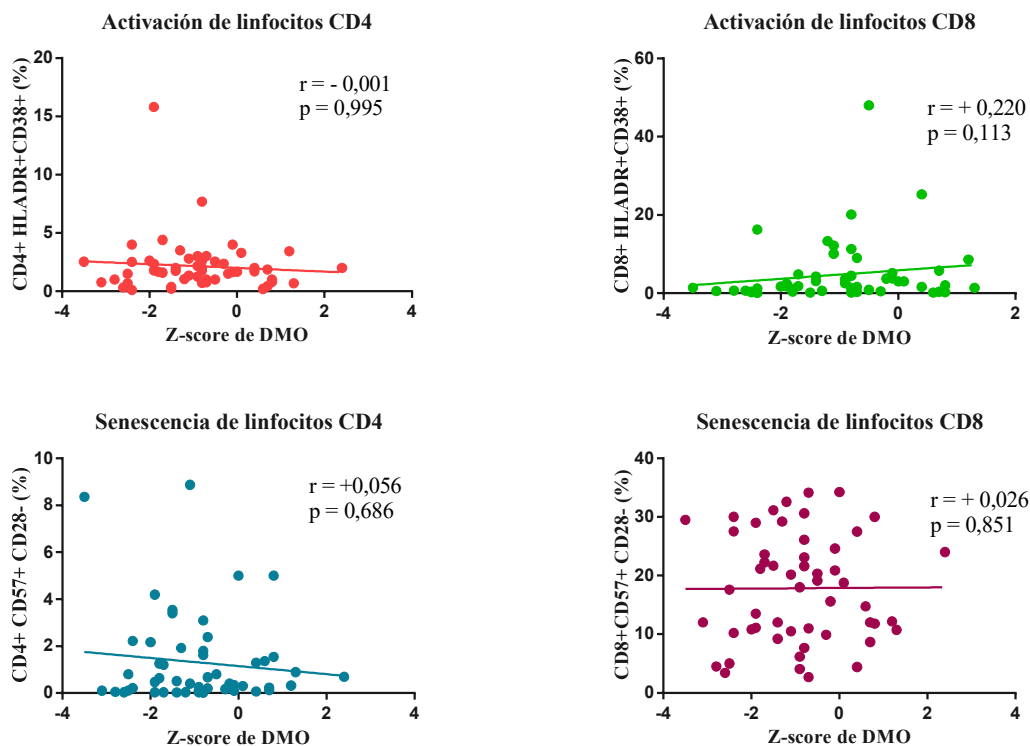 Activación de linfocitos CD4
CD4+ HLADR+CD38+ (%)
20
15
10
5
0
-4
-2
0
2
4
Z-score de DMO
r = - 0,001
p = 0,995
Activación de linfocitos CD8
CD8+ HLADR+CD38+ (%)
60
40
20
0
-4
-2
0
2
Z-score de DMO
r = + 0,220
p = 0,113
Senescencia de linfocitos CD4
CD4+ CD57+ CD28- (%)
10
8
6
4
2
0
-4
-2
0
2
4
Z-score de DMO
r = +0,056
p = 0,686
Senescencia de linfocitos CD8
CD8+CD57+ CD28- (%)
40
30
20
10
0
-4
-2
0
2
4
Z-score de DMO
r = + 0,026
p = 0,851